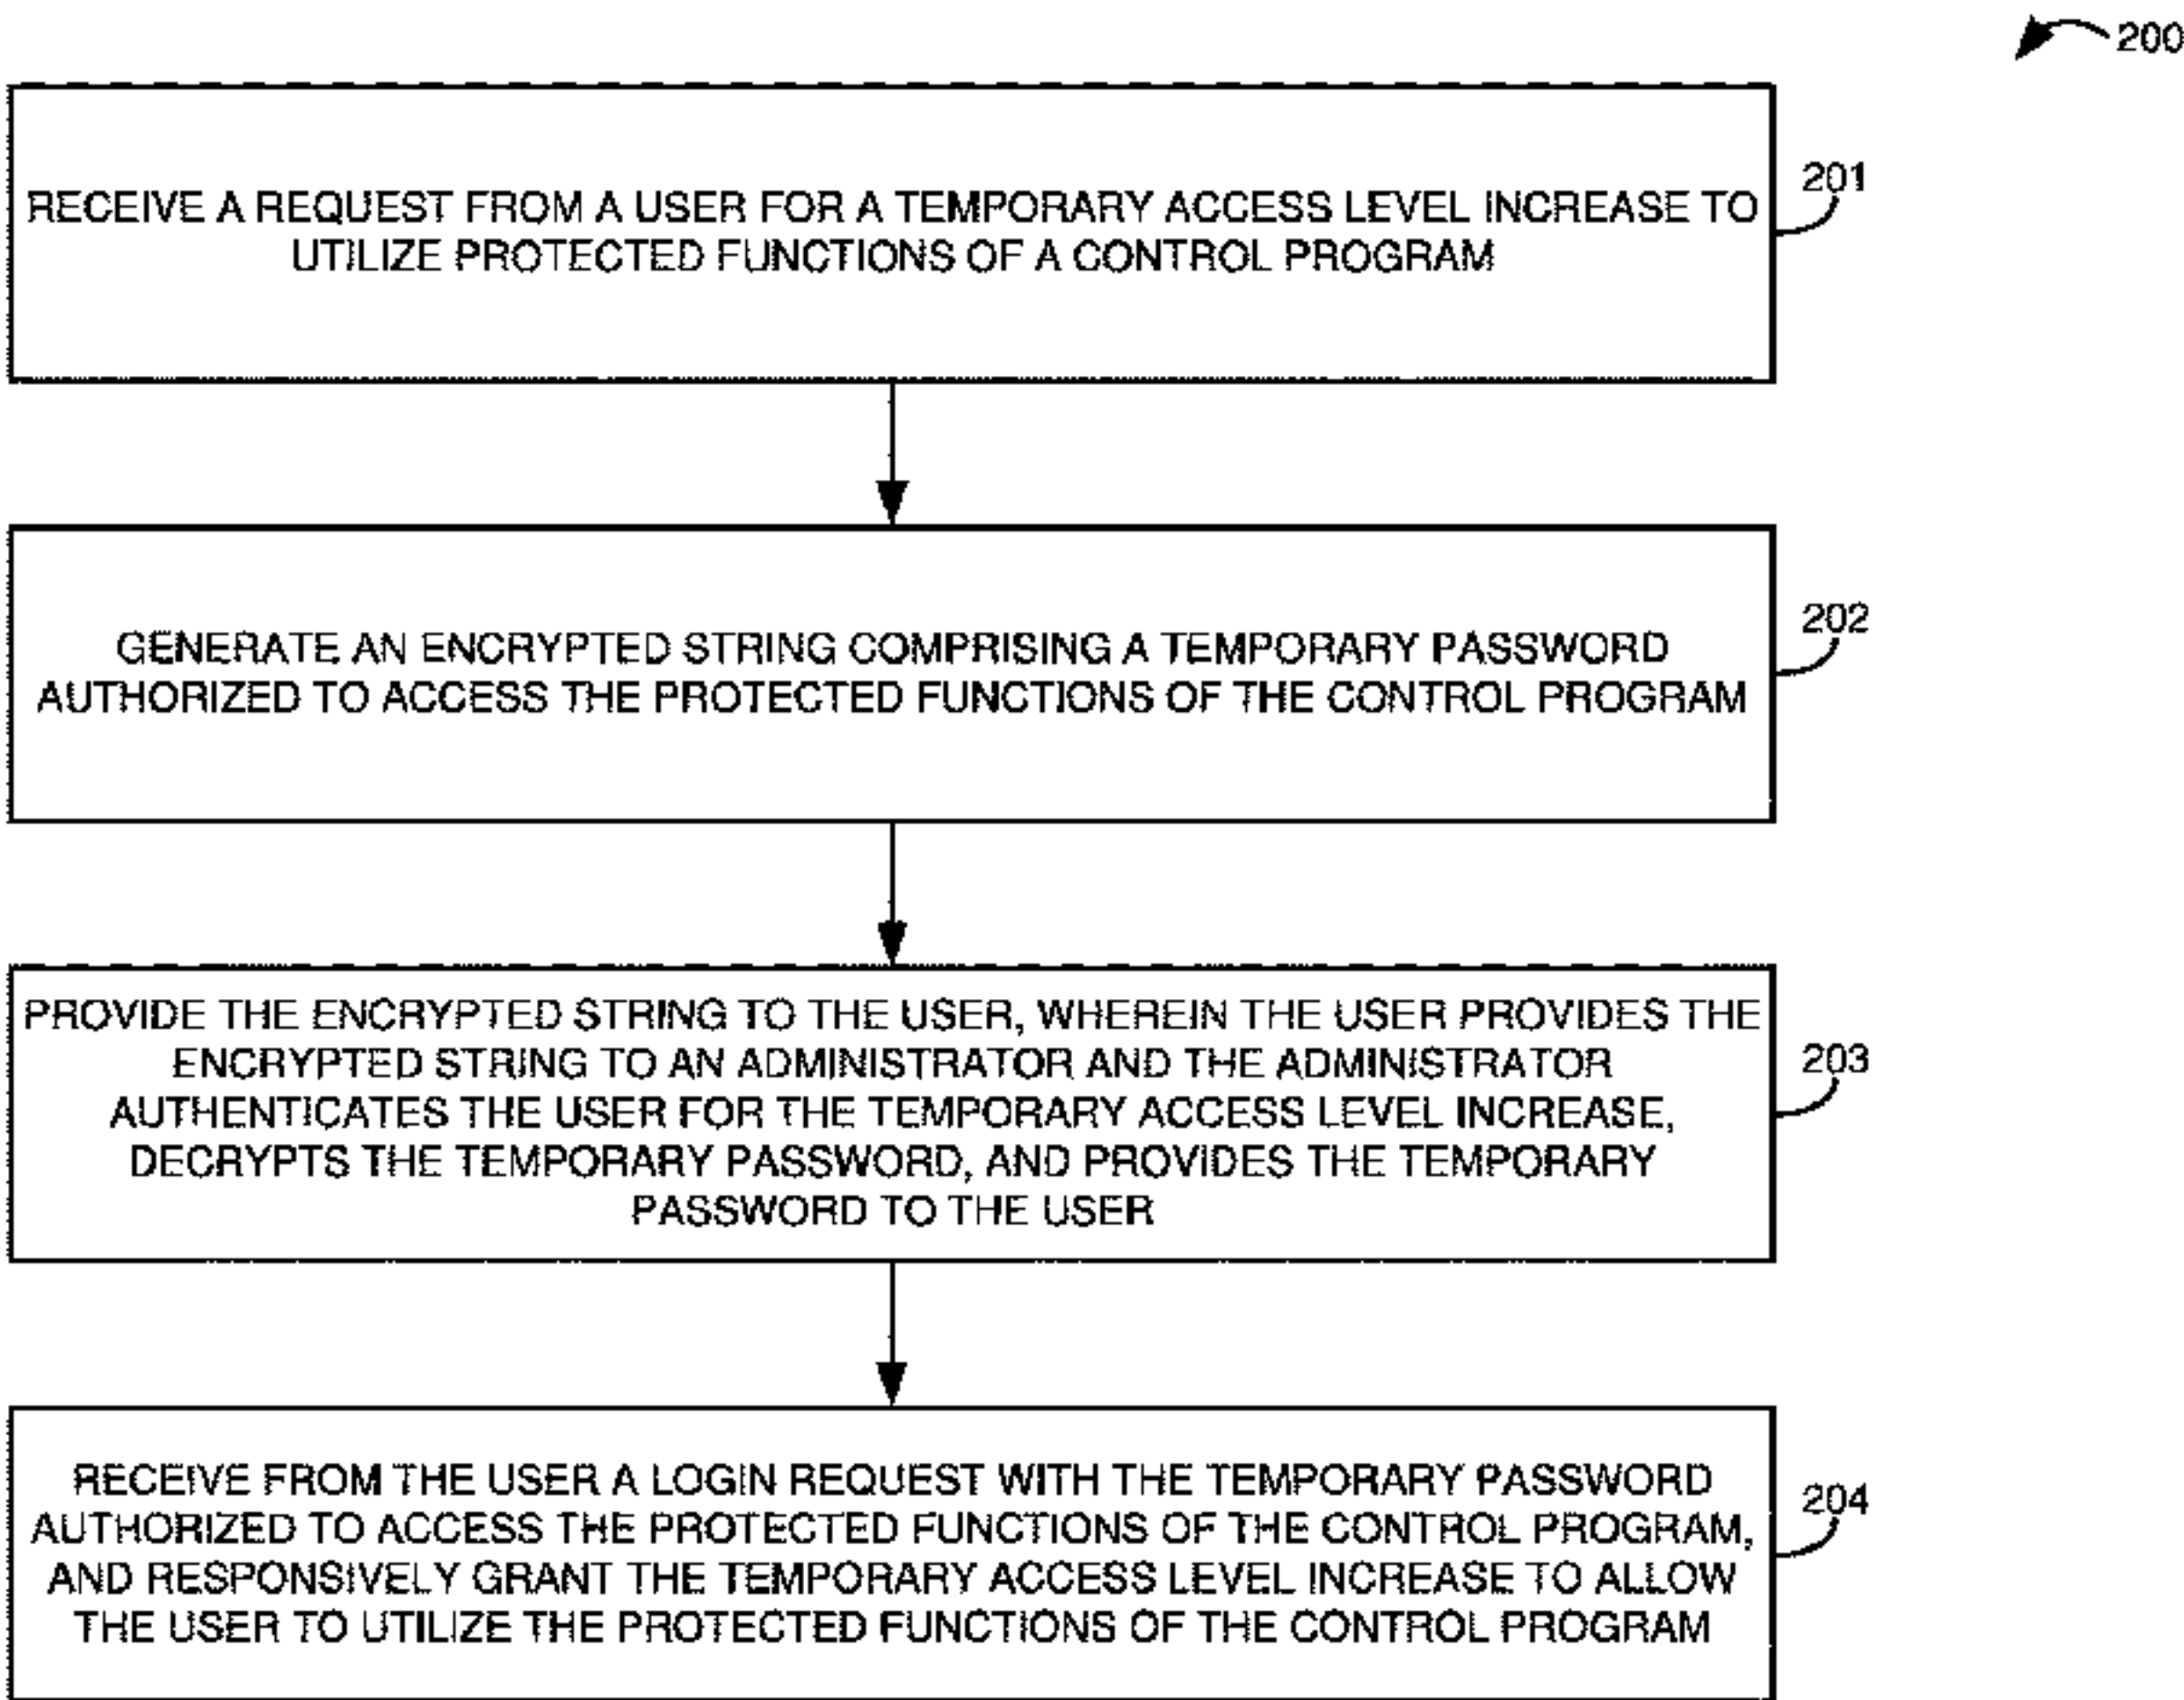 200
201
RECEIVE A REQUEST FROM A USER FOR A TEMPORARY ACCESS LEVEL INCREASE TO
UTILIZE PROTECTED FUNCTIONS OF A CONTROL PROGRAM
202
GENERATE AN ENCRYPTED STRING COMPRISING A TEMPORARY PASSWORD
AUTHORIZED TO ACCESS THE PROTECTED FUNCTIONS OF THE CONTROL PROGRAM
203
PROVIDE THE ENCRYPTED STRING TO THE USER, WHEREIN THE USER PROVIDES THE
ENCRYPTED STRING TO AN ADMINISTRATOR AND THE ADMINISTRATOR
AUTHENTICATES THE USER FOR THE TEMPORARY ACCESS LEVEL INCREASE,
DECRYPTS THE TEMPORARY PASSWORD, AND PROVIDES THE TEMPORARY
PASSWORD TO THE USER
204
RECEIVE FROM THE USER A LOGIN REQUEST WITH THE TEMPORARY PASSWORD
AUTHORIZED TO ACCESS THE PROTECTED FUNCTIONS OF THE CONTROL PROGRAM,
AND RESPONSIVELY GRANT THE TEMPORARY ACCESS LEVEL INCREASE TO ALLOW
THE USER TO UTILIZE THE PROTECTED FUNCTIONS OF THE CONTROL PROGRAM